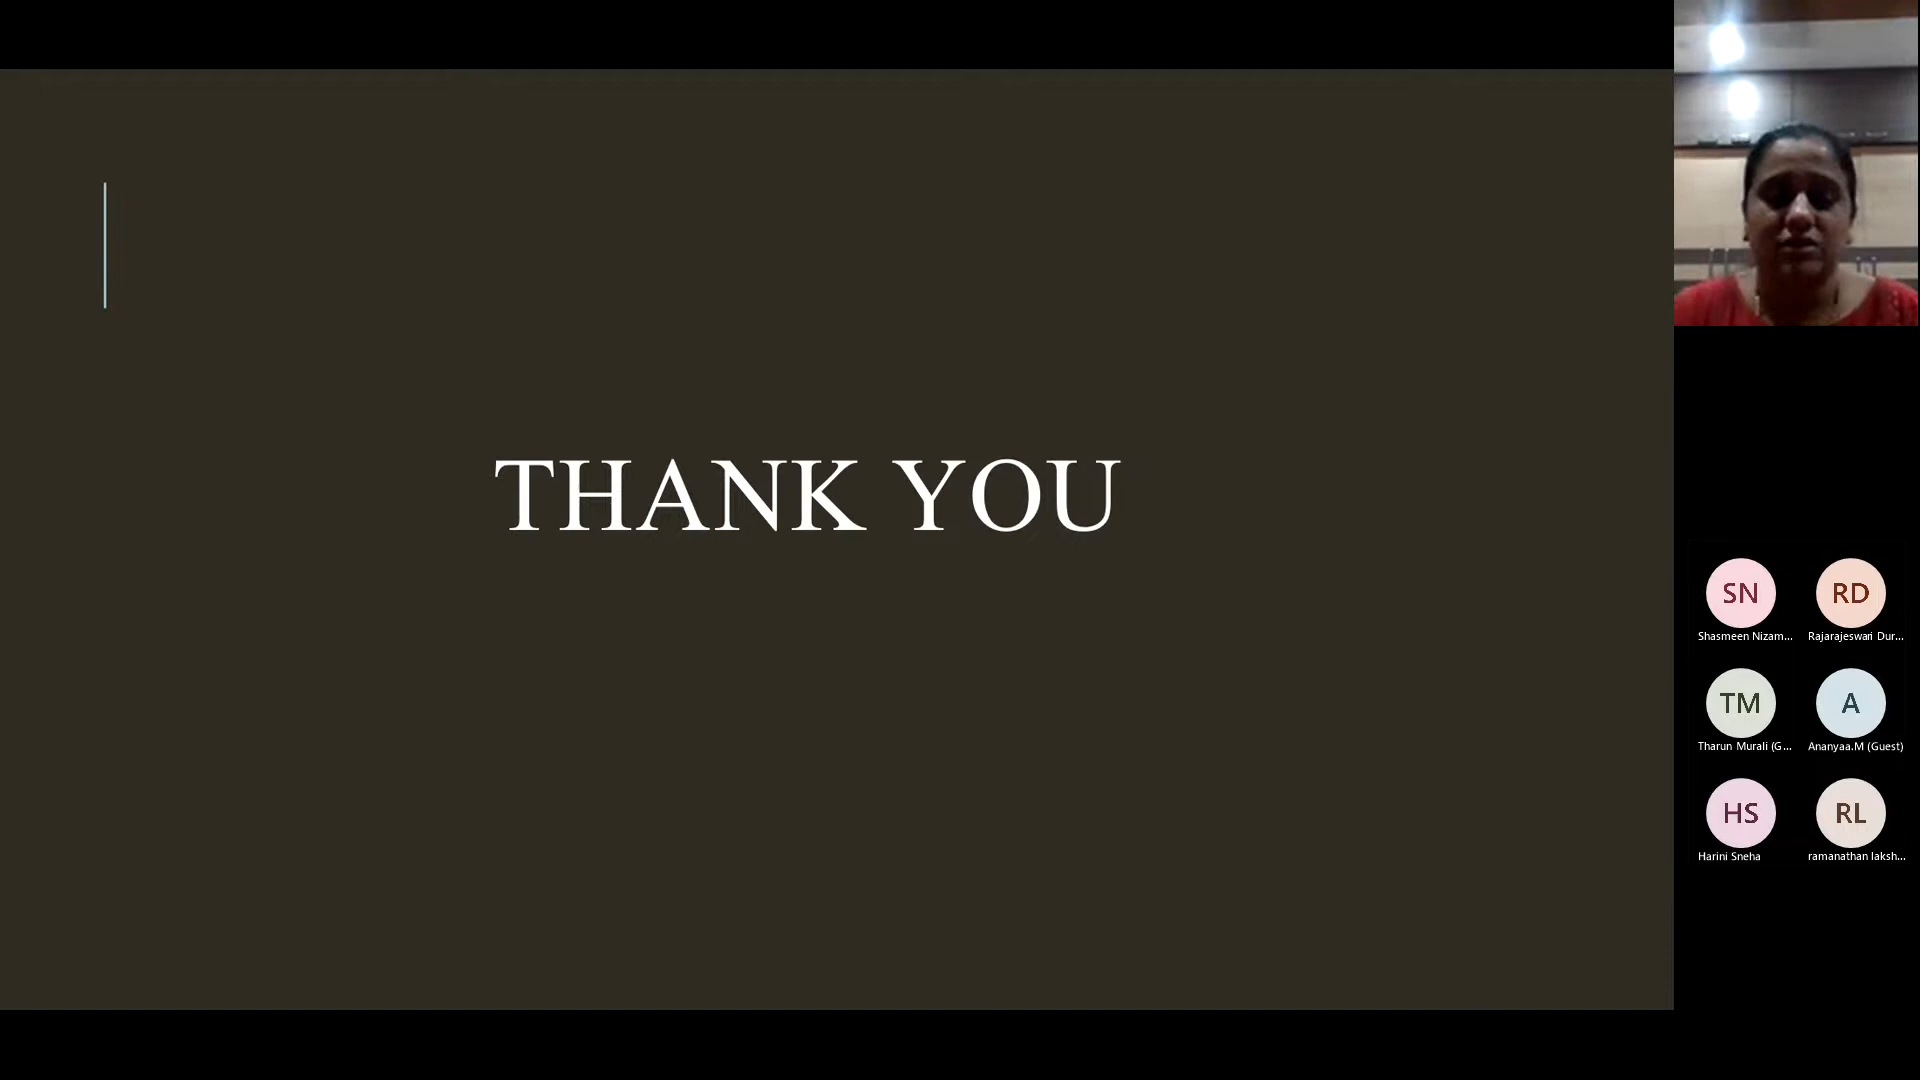 THANK YOU
SN
RD
Shasmeen Nizam...
Rajarajeswari Dur...
TM
A
Tharun Murali (G...
Ananyaa.M (Guest)
HS
RL
Harini Sneha
ramanathan laksh...